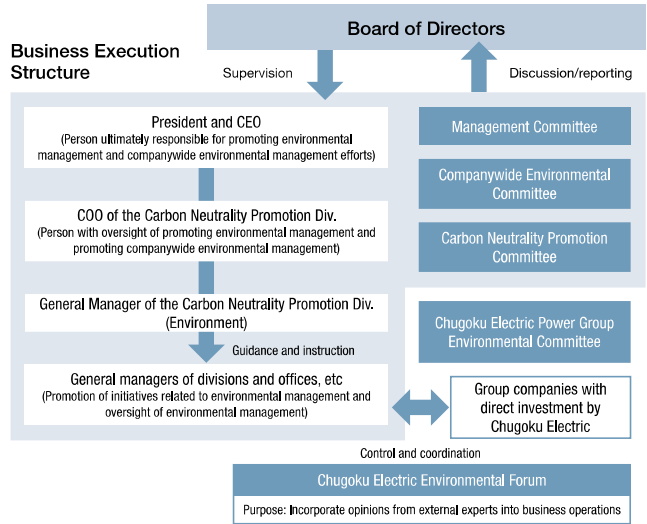 Board of Directors
Business Execution
Structure
Supervision
Discussion/reporting
President and CEO
(Person ultimately responsible for promoting environmental
management and companywide environmental management efforts)
COO of the Carbon Neutrality Promotion Div.
(Person with oversight of promoting environmental management and
promoting companywide environmental management)
General Manager of the Carbon Neutrality Promotion Div.
(Environment)
Guidance and instruction
General managers of divisions and offices, etc
(Promotion of initiatives related to environmental management and
oversight of environmental management)
Management Committee
Companywide Environmental
Committee
Carbon Neutrality Promotion
Committee
Chugoku Electric Power Group
Environmental Committee
Group companies with
direct investment by
Chugoku Electric
Control and coordination
Chugoku Electric Environmental Forum
Purpose: Incorporate opinions from external experts into business operations